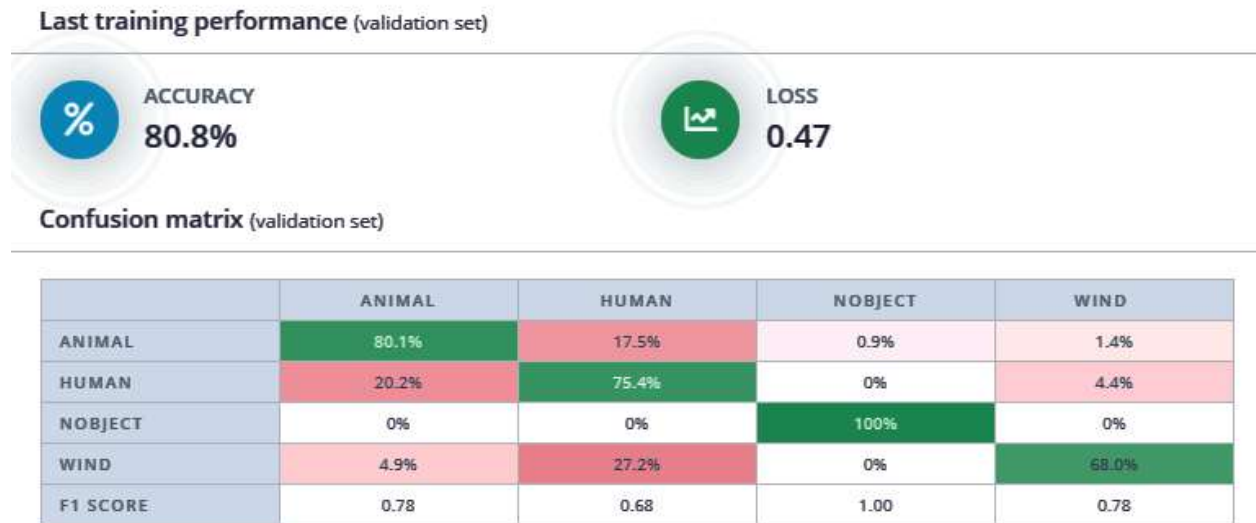 Last training performance (validation set)
% ACCURACY LOSS
80.8% 0.47
Confusion matrix (validation set)
ANIMAL HUMAN NOBJECT WIND
ANIMAL 80.1% 17.5% 0.9% 1.4%
HUMAN 20.2% 75.4% 0% 4.4%
NOBJECT 0% 0% 100% 0%
WIND 4.9% 27.2% 0% 68.0%
F1 SCORE 0.78 0.68 1.00 0.78